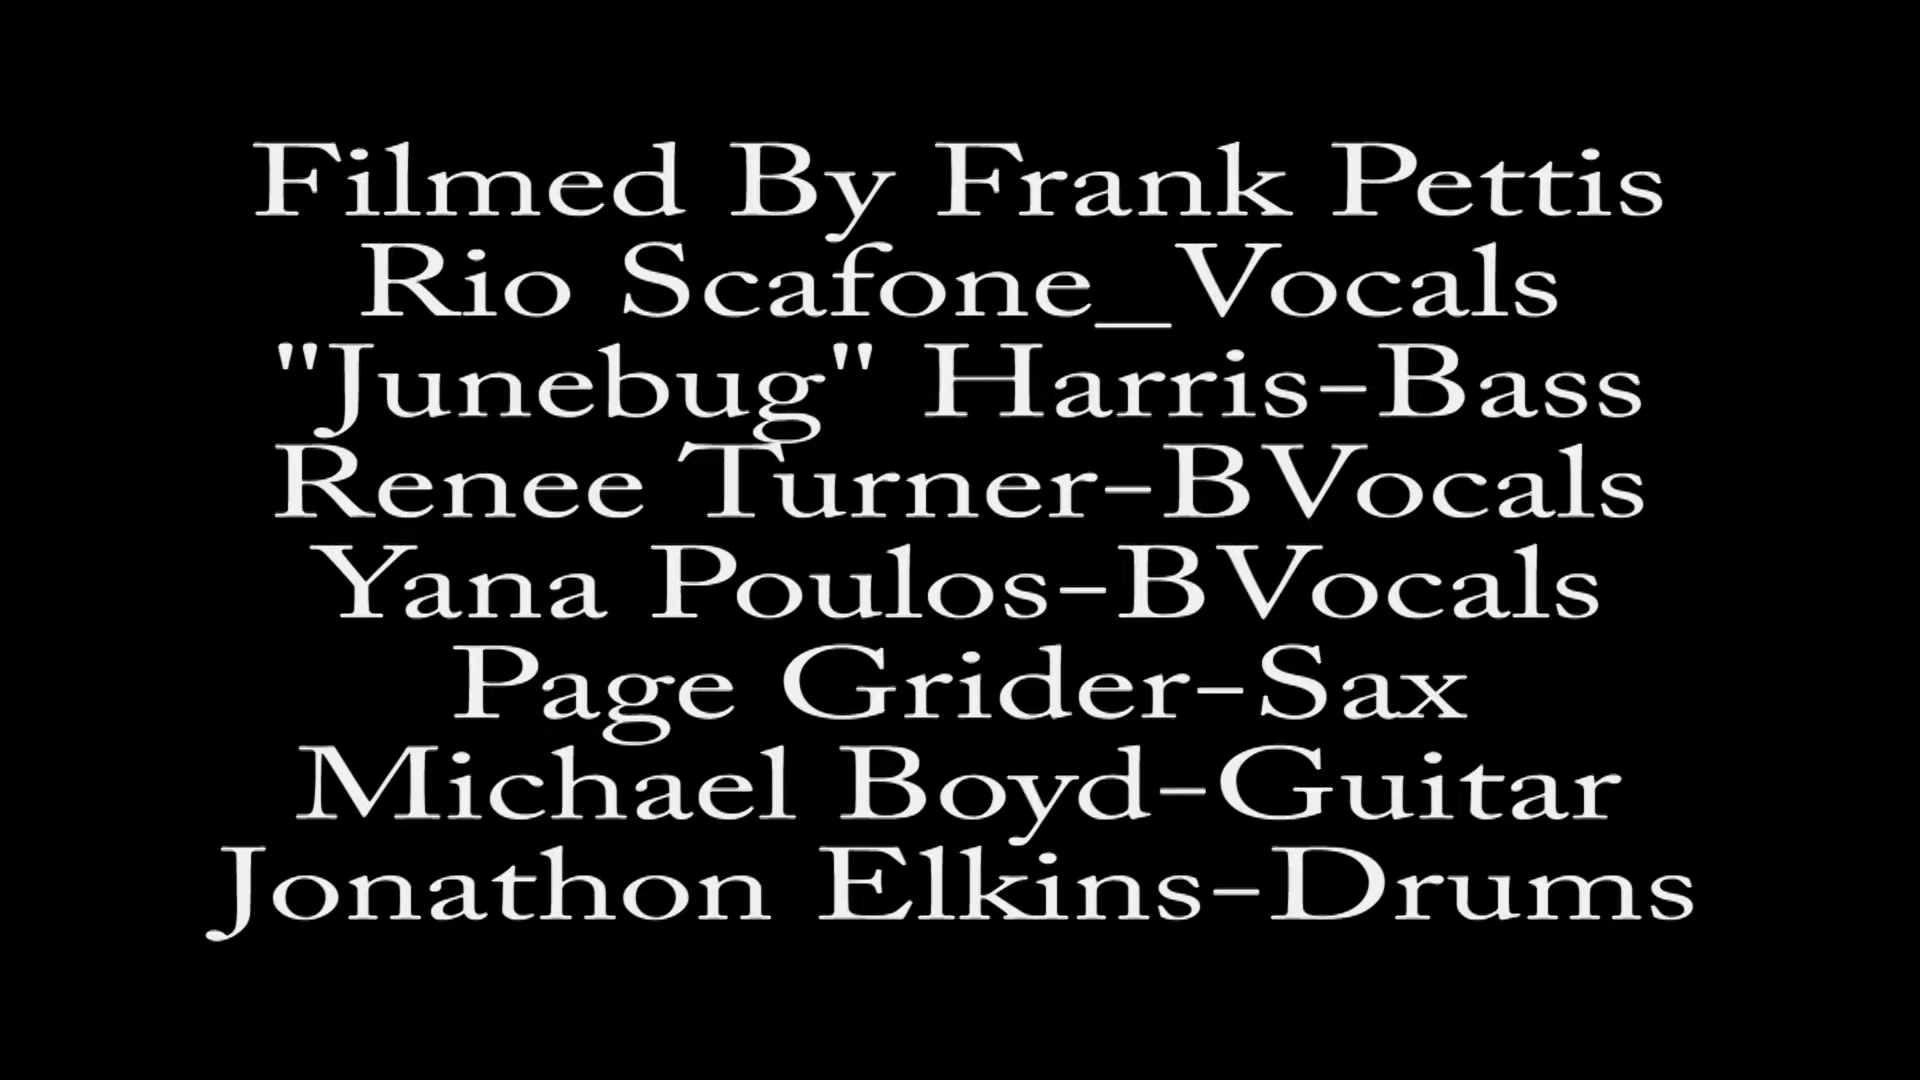 Filmed By Frank Pettis
Rio Scafone_Vocals
"Junebug" Harris-Bass
Renee Turner-BVocals
Yana Poulos-BVocals
Page Grider-Sax
Michael Boyd-Guitar
Jonathon Elkins-Drums